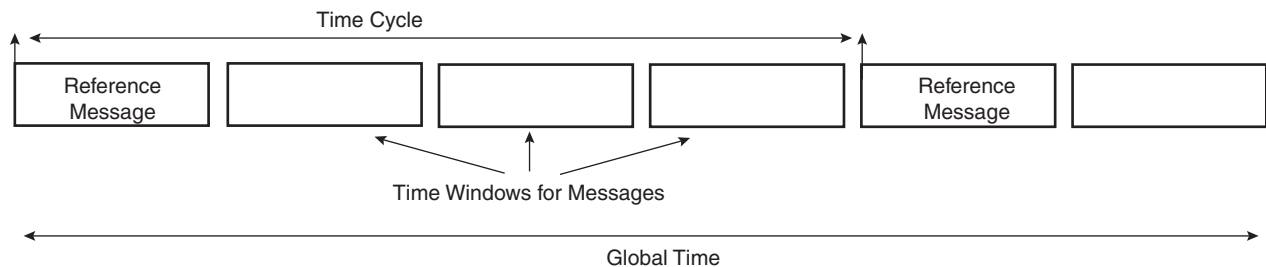 Time Cycle
Reference
Message
Reference
Message
Time Windows for Messages
Global Time